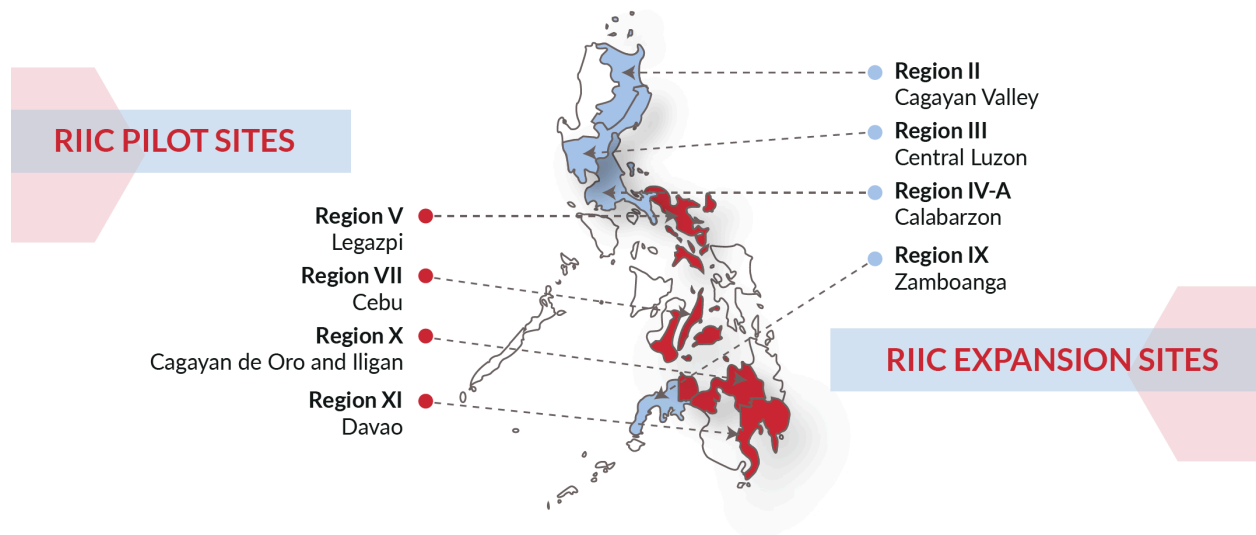 RIIC PILOT SITES
Region V
Legazpi
Region VII
Cebu
Region X
Cagayan de Oro and Iligan
Region XI
Davao
Region II
Cagayan Valley
Region III
Central Luzon
Region IV-A
Calabarzon
Region IX
Zamboanga
RIIC EXPANSION SITES